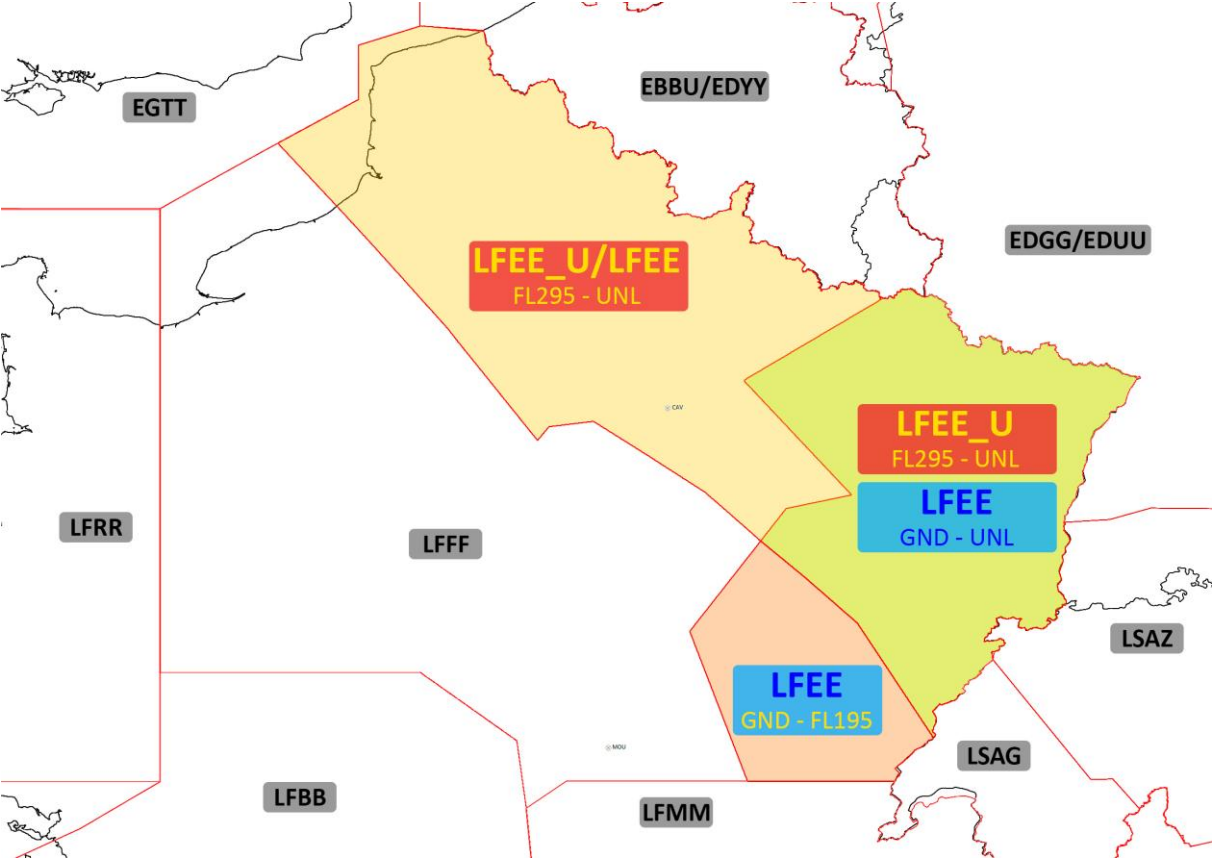 EBBU/EDYY
EGTT
EDGG/EDUU
LFEE_U/LFEE
FL295 - UNL
CAV
LFEE_U
FL295 - UNL
LFEE
GND - UNL
LFRR
LFFF
LSAZ
LFEE
GND - FL195
MOU
LSAG
LFBB
LFMM